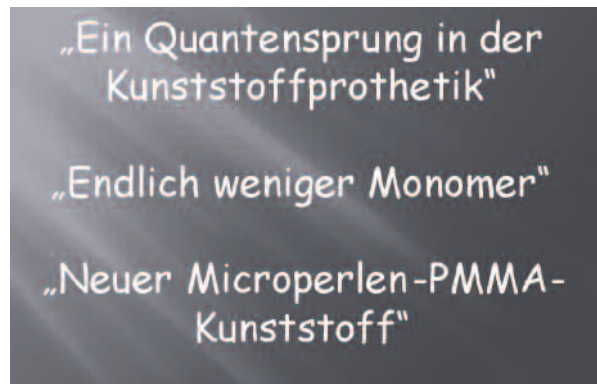 „Ein Quantensprung in der
Kunststoffprothetik“
„Endlich weniger Monomer“
„Neuer Microperlen-PMMA-
Kunststoff“